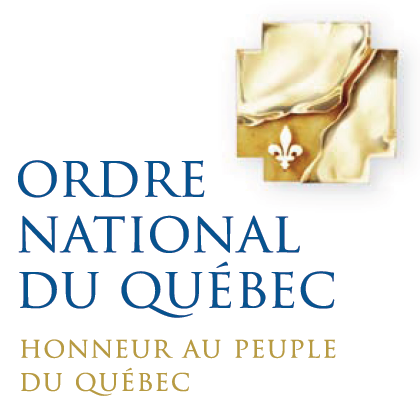 ORDRE
NATIONAL
DU QUÉBEC
HONNEUR AU PEUPLE
DU QUÉBEC